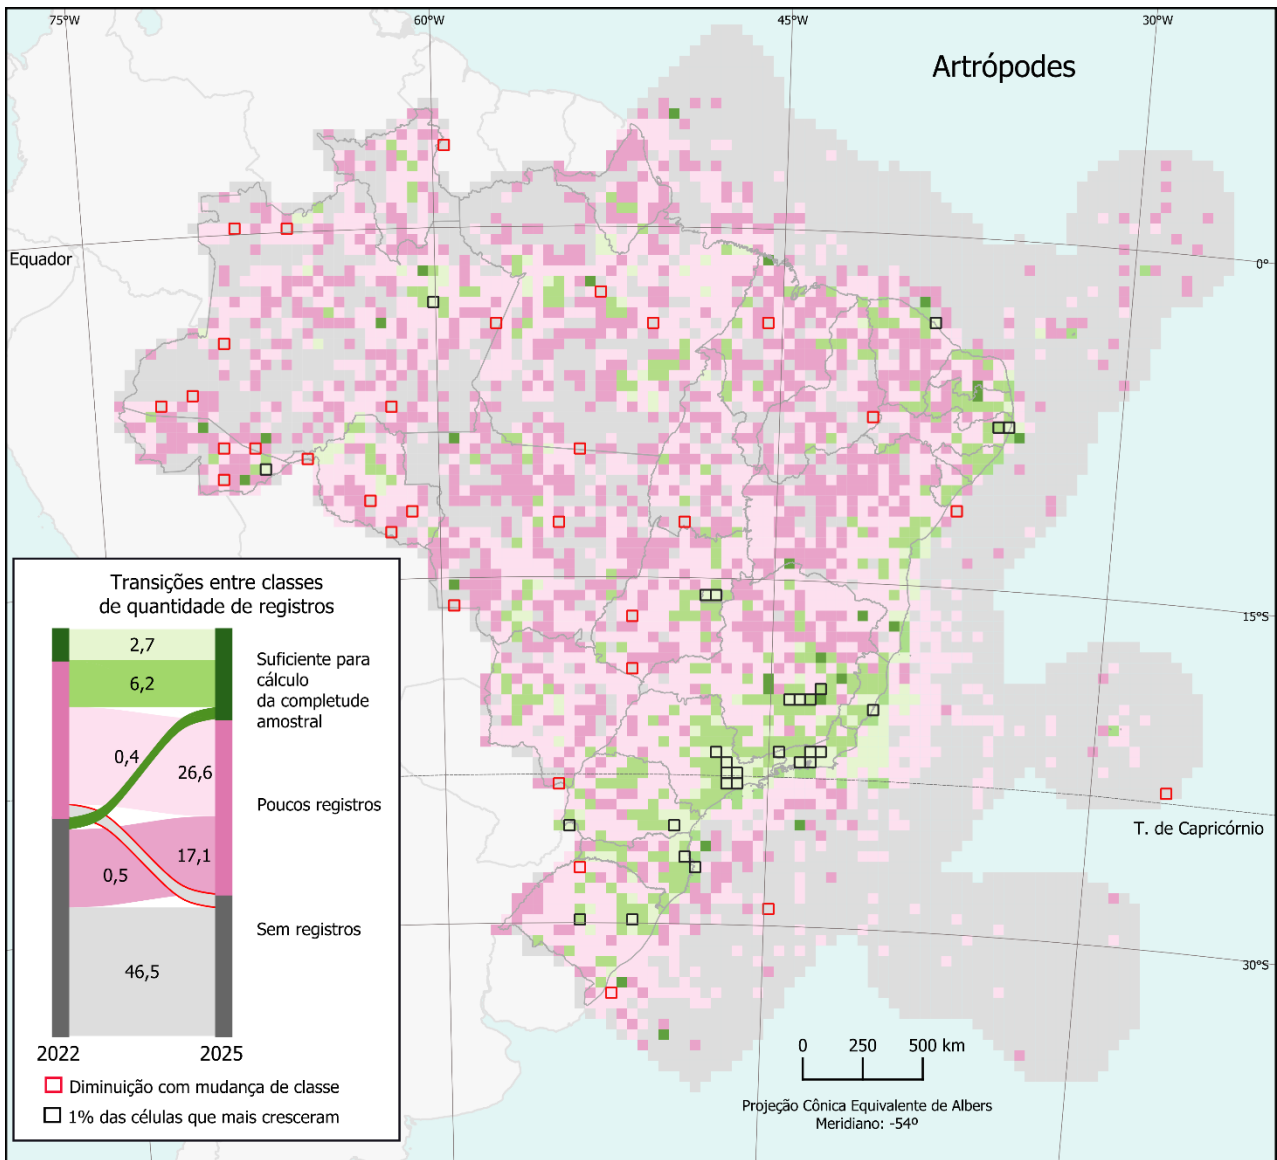 75°W
60°W
45°W
30°W
Artrópodes
Equador
0°
15°S
T. de Capricórnio
30°S
Transições entre classes
de quantidade de registros
2,7
6,2
0,4
26,6
0,5
17,1
46,5
Suficiente para
cálculo
da completude
amostral
Poucos registros
Sem registros
2022
2025
Diminuição com mudança de classe
1% das células que mais cresceram
0
250
500 km
Projeção Cônica Equivalente de Albers
Meridiano: -54º